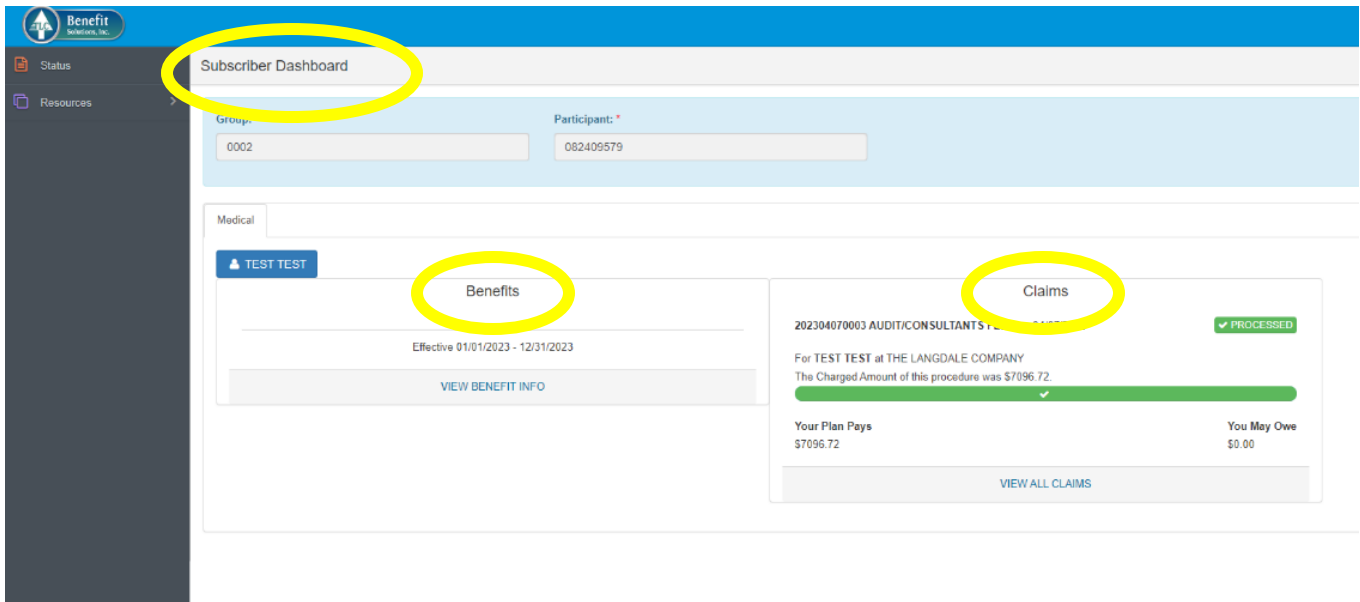 Benefit
Solutions, Inc.
Status
Resources
Subscriber Dashboard
Group:
Participant: *
0002
082409579
Medical
TEST TEST
Benefits
Effective 01/01/2023 - 12/31/2023
VIEW BENEFIT INFO
Claims
202304070003 AUDIT/CONSULTANTS
PROCESSED
For TEST TEST at THE LANGDALE COMPANY
The Charged Amount of this procedure was $7096.72.
Your Plan Pays
You May Owe
$7096.72
$0.00
VIEW ALL CLAIMS